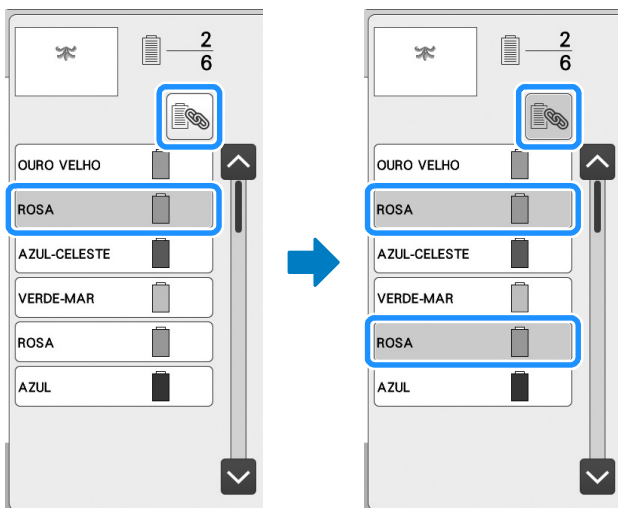 2
6
OURO VELHO
ROSA
AZUL-CELESTE
VERDE-MAR
ROSA
AZUL
2
6
OURO VELHO
ROSA
AZUL-CELESTE
VERDE-MAR
ROSA
AZUL